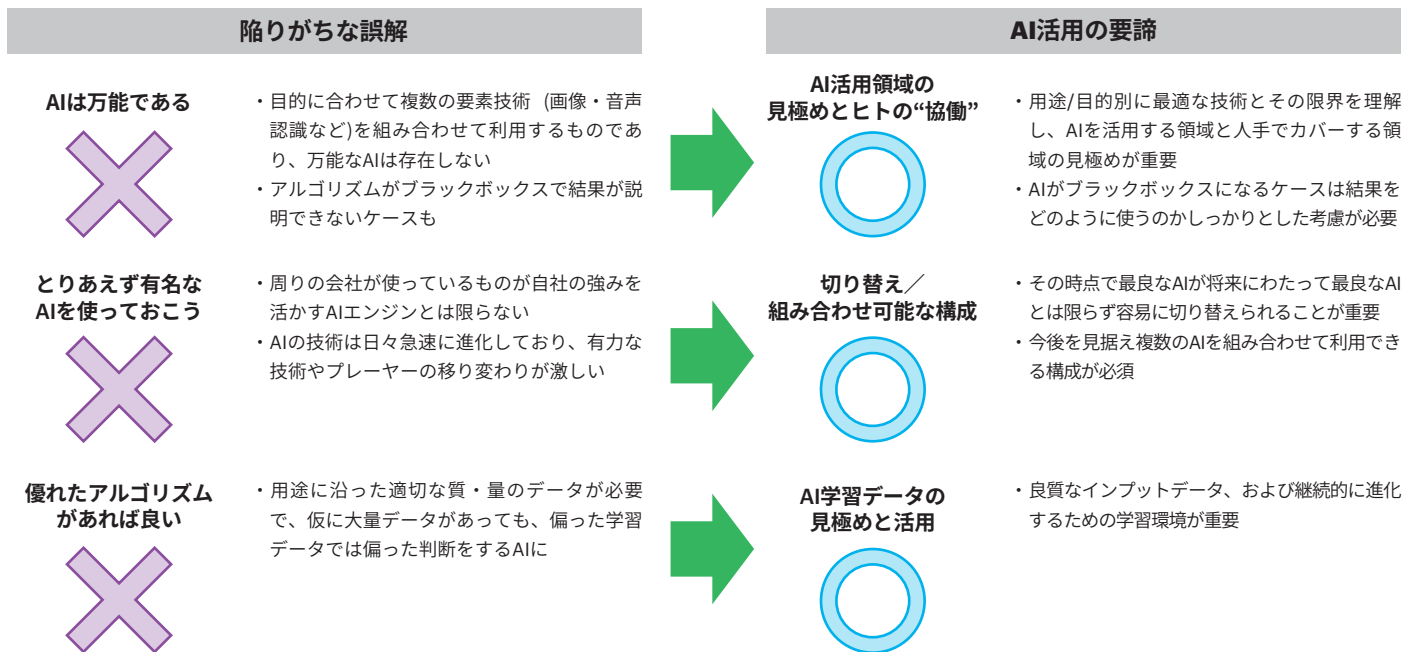 陥りがちな誤解
AI活用の要諦
AIは万能である
・目的に合わせて複数の要素技術 (画像・音声
認識など)を組み合わせて利用するものであ
り、万能なAIは存在しない
・アルゴリズムがブラックボックスで結果が説
明できないケースも
AI活用領域の
見極めとヒトの“協働”
・用途/目的別に最適な技術とその限界を理解
し、AIを活用する領域と人手でカバーする領
域の見極めが重要
・AIがブラックボックスになるケースは結果を
どのように使うのかしっかりとした考慮が必要
とりあえず有名な
AIを使っておこう
・周りの会社が使っているものが自社の強みを
活かすAIエンジンとは限らない
・AIの技術は日々急速に進化しており、有力な
技術やプレーヤーの移り変わりが激しい
切り替え／
組み合わせ可能な構成
・その時点で最良なAIが将来にわたって最良なAI
とは限らず容易に切り替えられることが重要
・今後を見据え複数のAIを組み合わせて利用でき
る構成が必須
優れたアルゴリズム
があれば良い
・用途に沿った適切な質・量のデータが必要
で、仮に大量データがあっても、偏った学習
データでは偏った判断をするAIに
AI学習データの
見極めと活用
・良質なインプットデータ、および継続的に進化
するための学習環境が重要